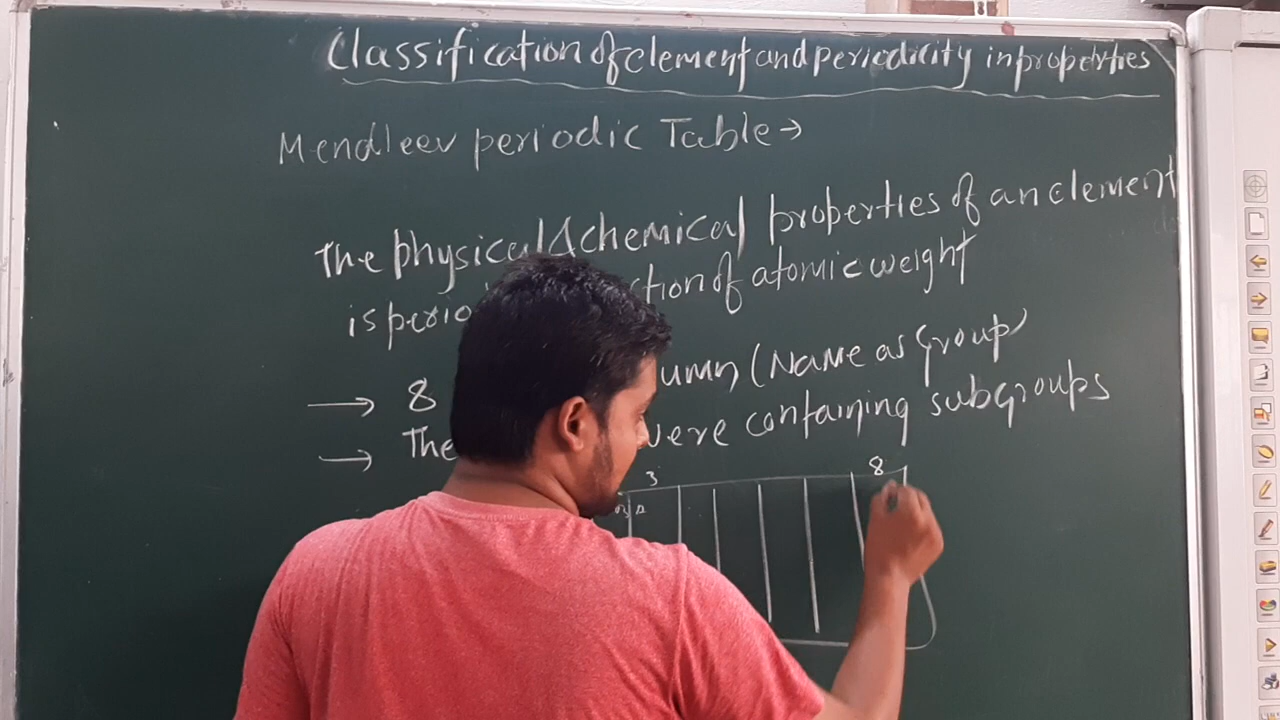 Classification of element and periodicity in properties
Mendleev periodic Table →
The physical & chemical properties of an element
is perio tion of atomic weight
→ 8 umn (Name as Group
→ The were containing subgroups
3 8